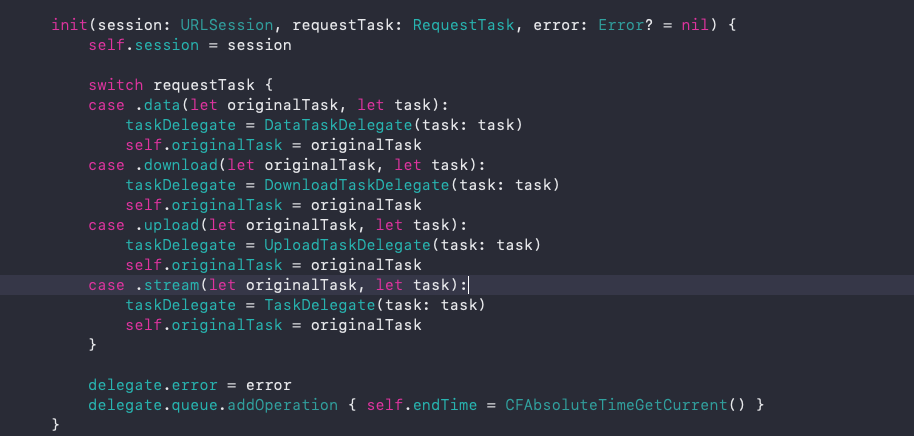 init(session: URLSession, requestTask: RequestTask, error: Error? = nil) {
self.session = session
switch requestTask {
case .data(let originalTask, let task):
taskDelegate = DataTaskDelegate(task: task)
self.originalTask = originalTask
case .download(let originalTask, let task):
taskDelegate = DownloadTaskDelegate(task: task)
self.originalTask = originalTask
case .upload(let originalTask, let task):
taskDelegate = UploadTaskDelegate(task: task)
self.originalTask = originalTask
case .stream(let originalTask, let task):
taskDelegate = TaskDelegate(task: task)
self.originalTask = originalTask
}
delegate.error = error
delegate.queue.addOperation { self.endTime = CFAbsoluteTimeGetCurrent() }
}